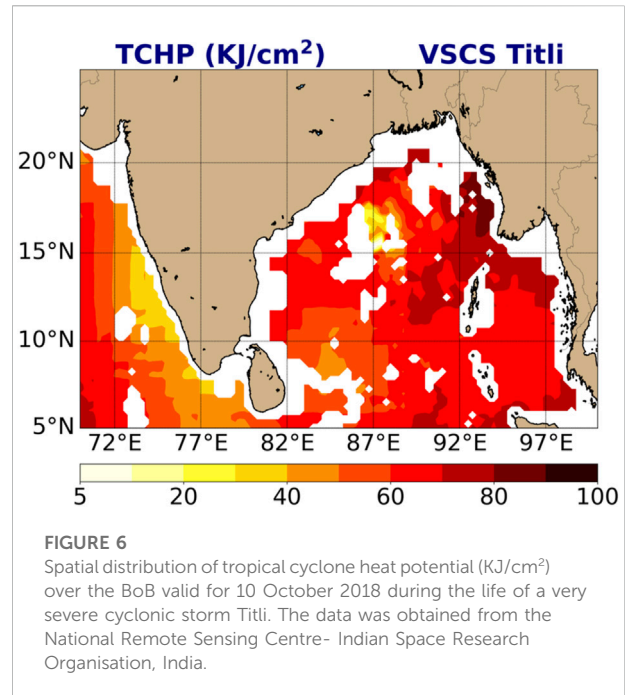 TCHP (KJ/cm²) VSCS Titli
20°N
15°N
10°N
5°N
72°E 77°E 82°E 87°E 92°E 97°E
5 20 40 60 80 100
FIGURE 6
Spatial distribution of tropical cyclone heat potential (KJ/cm²)
over the BoB valid for 10 October 2018 during the life of a very
severe cyclonic storm Titli. The data was obtained from the
National Remote Sensing Centre- Indian Space Research
Organisation, India.